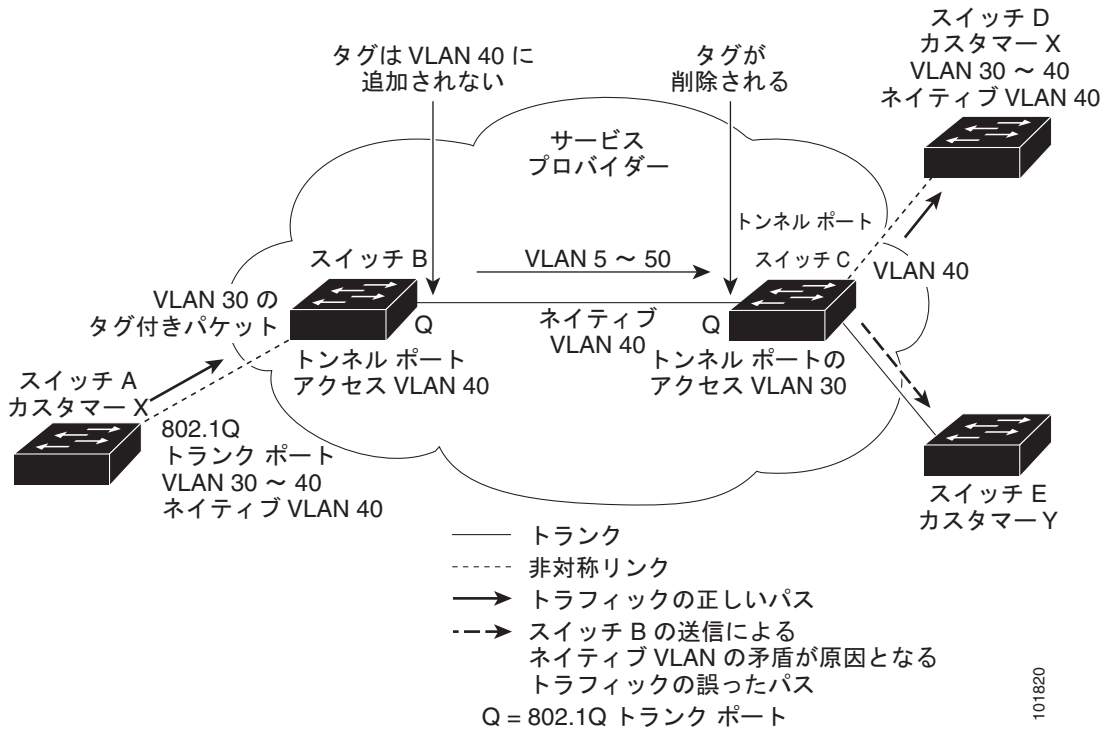 スイッチ D
カスタマー X
VLAN 30 ～ 40
ネイティブ VLAN 40
タグは VLAN 40 に
追加されない
タグが
削除される
サービス
プロバイダー
トンネル ポート
スイッチ B
VLAN 5 ～ 50
スイッチ C
VLAN 40
VLAN 30 の
タグ付きパケット
Q
ネイティブ
VLAN 40
Q
トンネル ポート
アクセス VLAN 40
トンネル ポートの
アクセス VLAN 30
スイッチ A
カスタマー X
802.1Q
トランク ポート
VLAN 30 ～ 40
ネイティブ VLAN 40
スイッチ E
カスタマー Y
トランク
非対称リンク
トラフィックの正しいパス
スイッチ B の送信による
ネイティブ VLAN の矛盾が原因となる
トラフィックの誤ったパス
Q = 802.1Q トランク ポート
101820